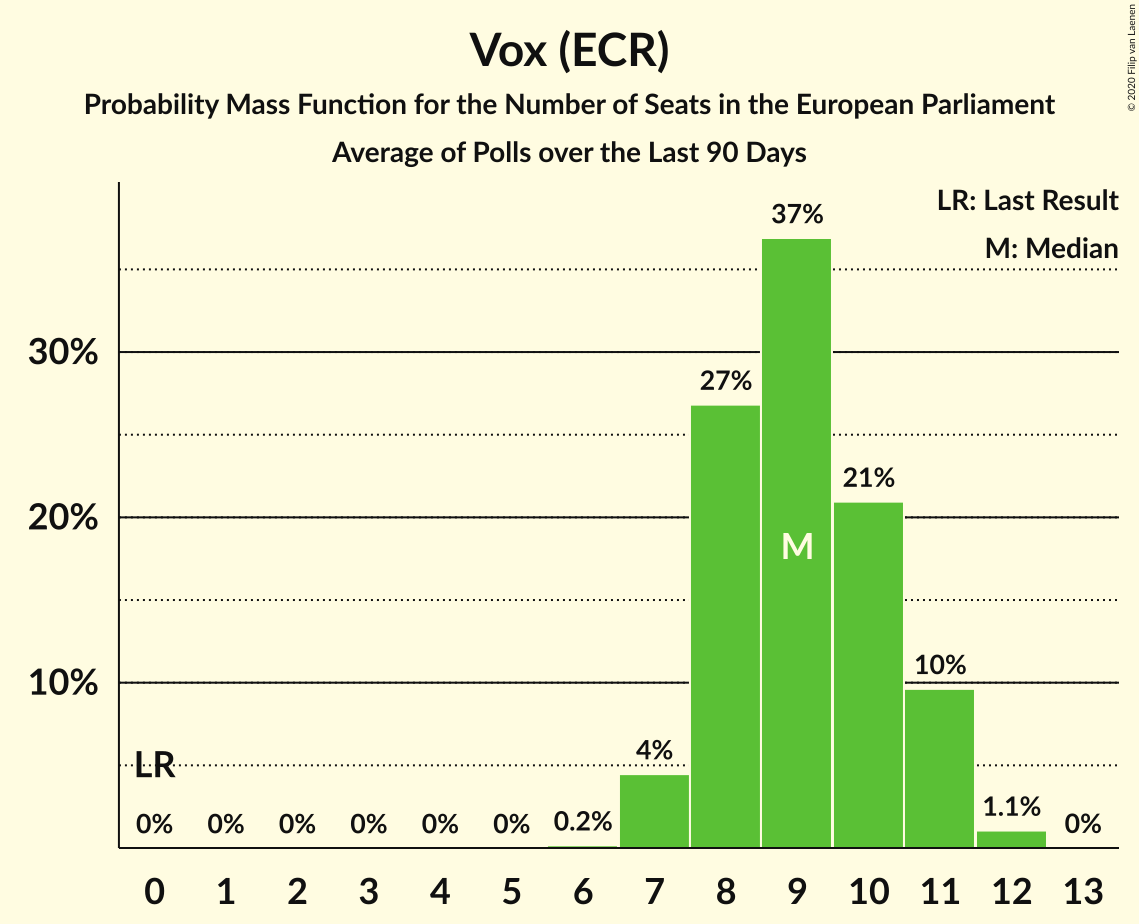 Vox (ECR)
Probability Mass Function for the Number of Seats in the European Parliament
Average of Polls over the Last 90 Days
© 2020 Filip van Laenen
LR: Last Result
M: Median
37%
30%
27%
21%
20%
M
10%
10%
4%
LR
0% 0% 0% 0% 0% 0% 0.2% 1.1% 0%
0 1 2 3 4 5 6 7 8 9 10 11 12 13